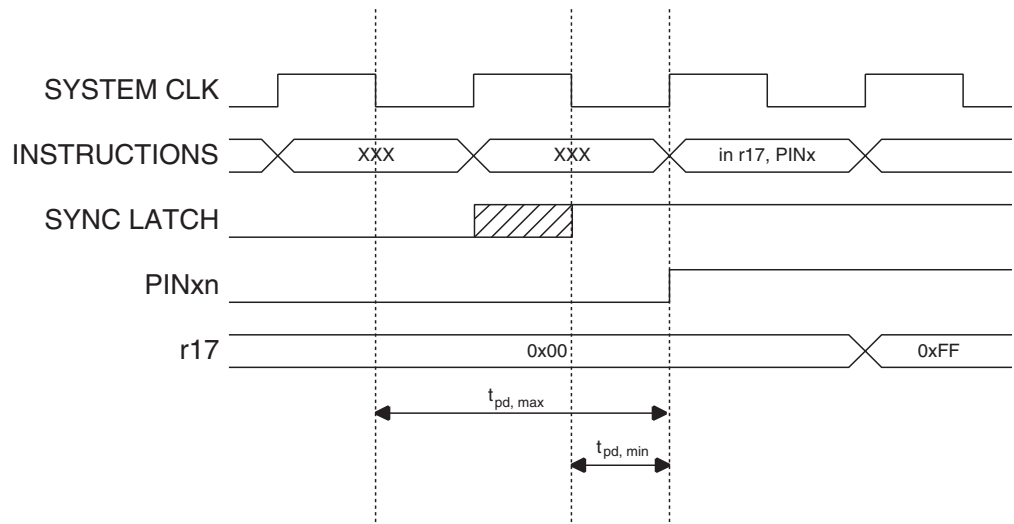 SYSTEM CLK
INSTRUCTIONS XXX XXX in r17, PINx
SYNC LATCH
PINxn
r17 0x00 0xFF
tpd, max
tpd, min